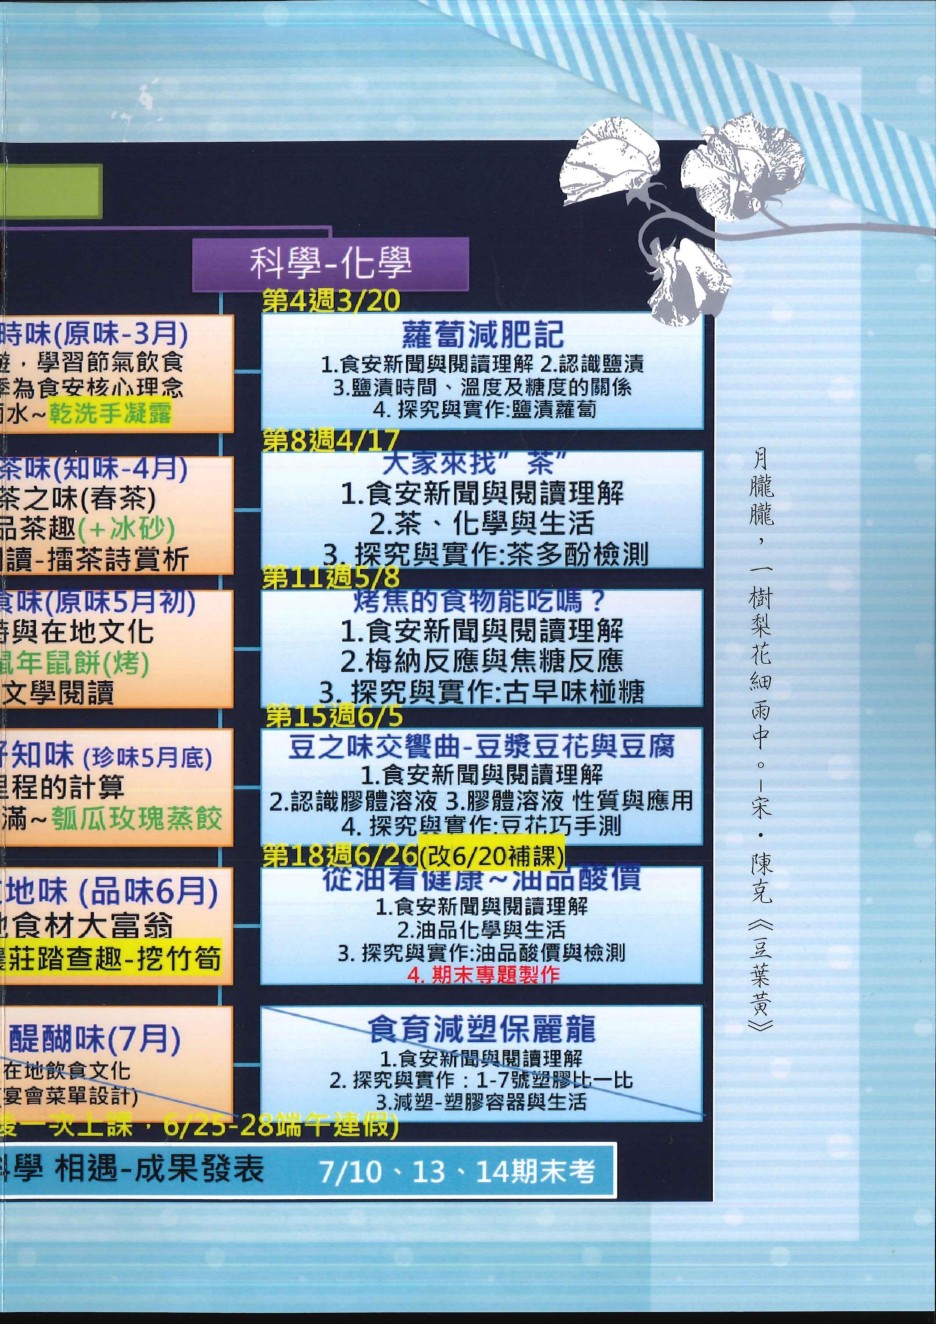 科學-化學
第4週3/20
蘿蔔減肥記
1.食安新聞與閱讀理解 2.認識鹽漬
3.鹽漬時間、溫度及糖度的關係
4. 探究與實作:鹽漬蘿蔔
第8週4/17
大家來找”茶”
1.食安新聞與閱讀理解
2.茶、化學與生活
3. 探究與實作:茶多酚檢測
第11週5/8
烤焦的食物能吃嗎？
1.食安新聞與閱讀理解
2.梅納反應與焦糖反應
3. 探究與實作:古早味椪糖
第15週6/5
豆之味交響曲-豆漿豆花與豆腐
1.食安新聞與閱讀理解
2.認識膠體溶液 3.膠體溶液 性質與應用
4. 探究與實作:豆花巧手測
第18週6/26(改6/20補課)
從油看健康~油品酸價
1.食安新聞與閱讀理解
2.油品化學與生活
3. 探究與實作:油品酸價與檢測
4. 期末專題製作
食育減塑保麗龍
1.食安新聞與閱讀理解
2. 探究與實作：1-7號塑膠比一比
3.減塑-塑膠容器與生活
時味(原味-3月)
，學習節氣飲食
為食安核心理念
水~乾洗手凝露
茶味(知味-4月)
茶之味(春茶)
品茶趣(+冰砂)
讀-擂茶詩賞析
食味(原味5月初)
與在地文化
鼠年鼠餅(烤)
文學閱讀
知味 (珍味5月底)
里程的計算
滿~瓠瓜玫瑰蒸餃
地味 (品味6月)
食材大富翁
莊踏查趣-挖竹筍
醍醐味(7月)
在地飲食文化
宴會菜單設計)
後一次上課，6/25-28端午連假)
科學 相遇-成果發表 7/10、13、14期末考
月朧朧，一樹梨花細雨中。－宋・陳克《豆葉黃》